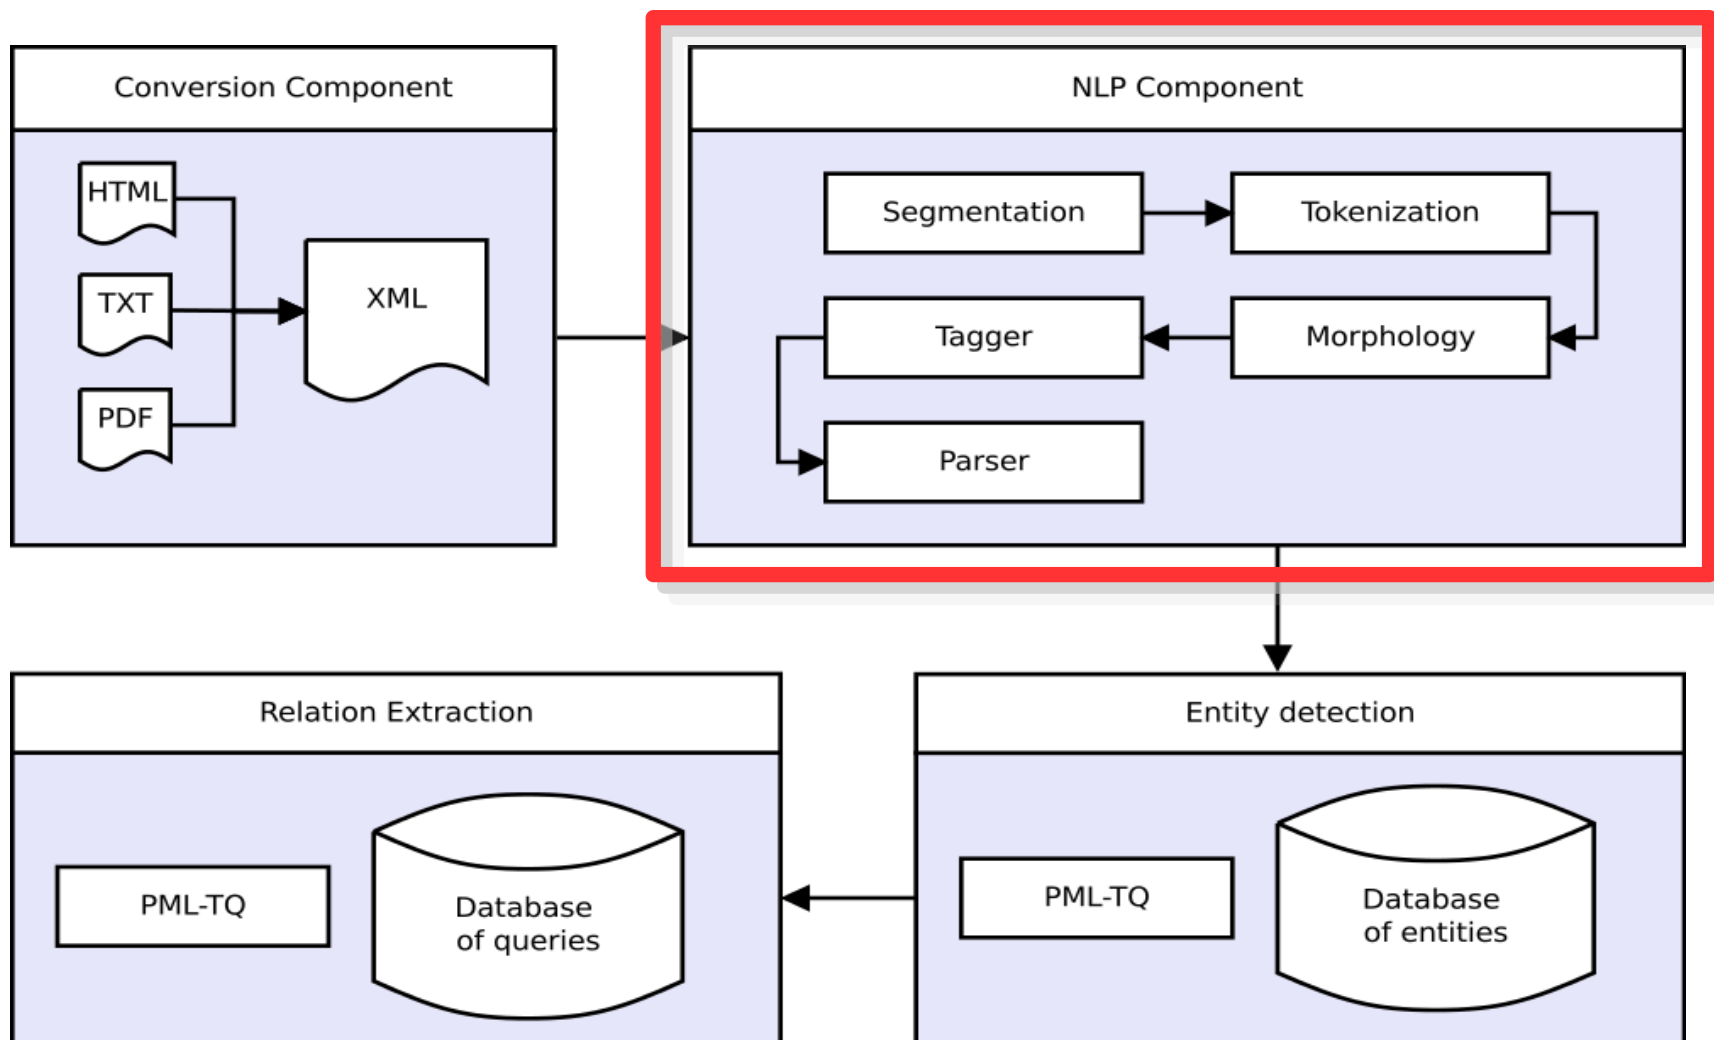 Conversion Component
HTML
TXT
PDF
XML
NLP Component
Segmentation
Tokenization
Tagger
Morphology
Parser
Relation Extraction
PML-TQ
Database
of queries
Entity detection
PML-TQ
Database
of entities